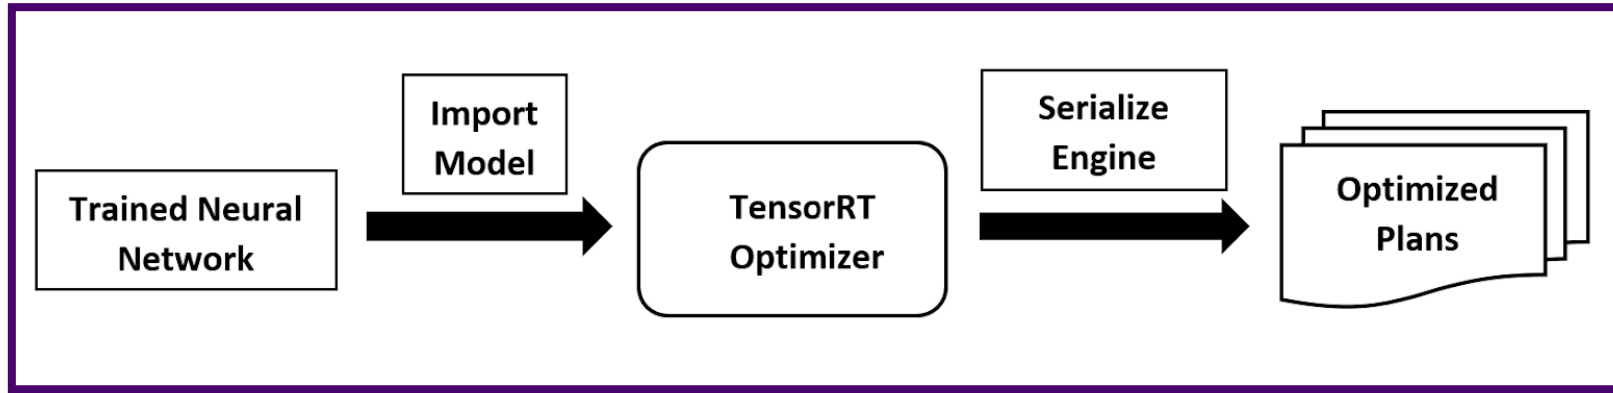 Trained Neural
Network
Import
Model
TensorRT
Optimizer
Serialize
Engine
Optimized
Plans